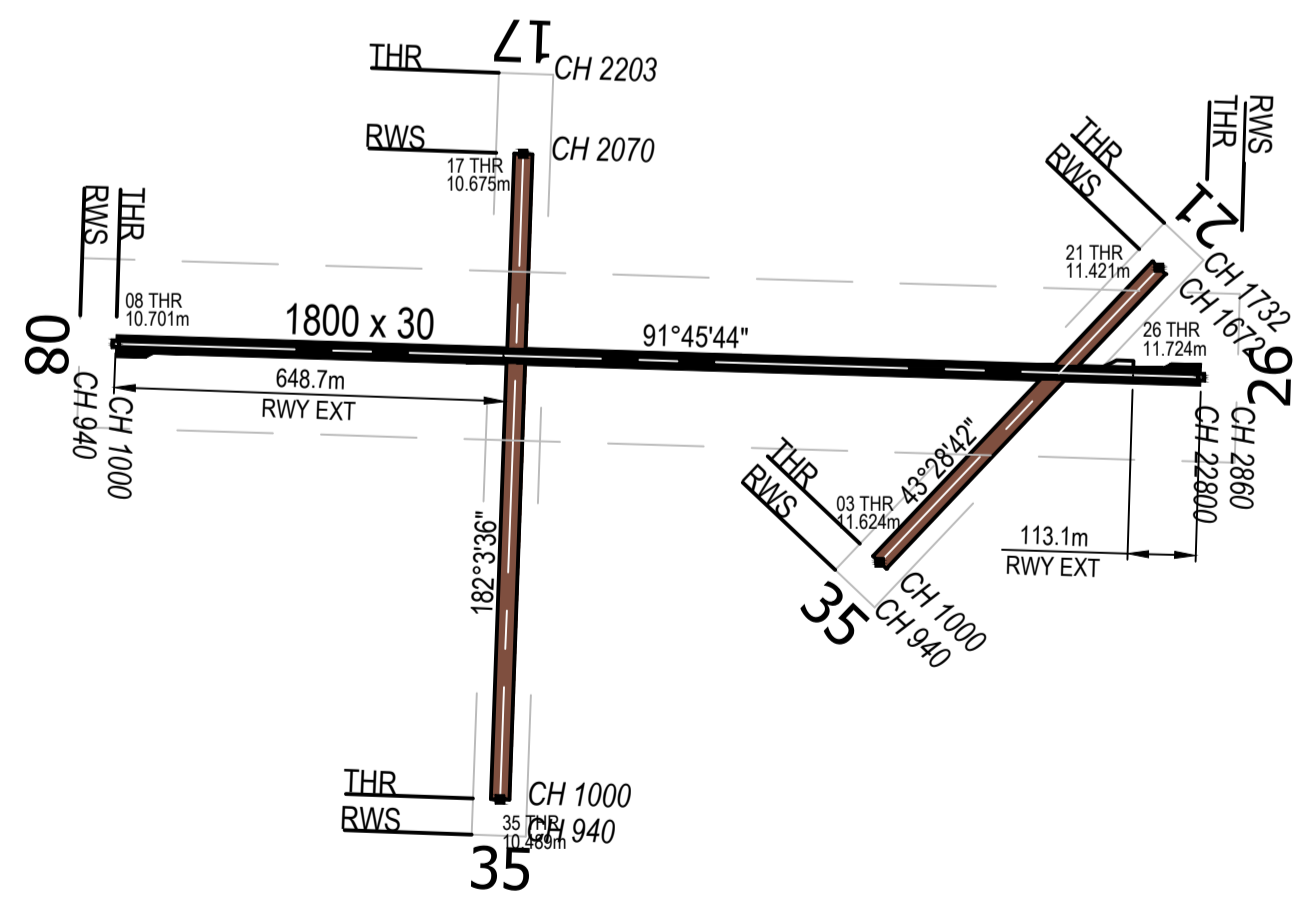 17
THR
CH 2203
RWS
CH 2070
17 THR
10.675m
RWS
THR
THR
RWS
21
RWS
THR
21 THR
11.421m
CH 1732
CH 1672
08
08 THR
10.701m
1800 x 30
91°45'44"
26 THR
11.724m
26
648.7m
RWY EXT
CH 940
CH 1000
CH 22800
CH 2860
THR
RWS
03 THR
11.624m
43°28'42"
182°3'36"
113.1m
RWY EXT
35
CH 1000
CH 940
THR
CH 1000
RWS
35 THR
CH 940
10.469m
35